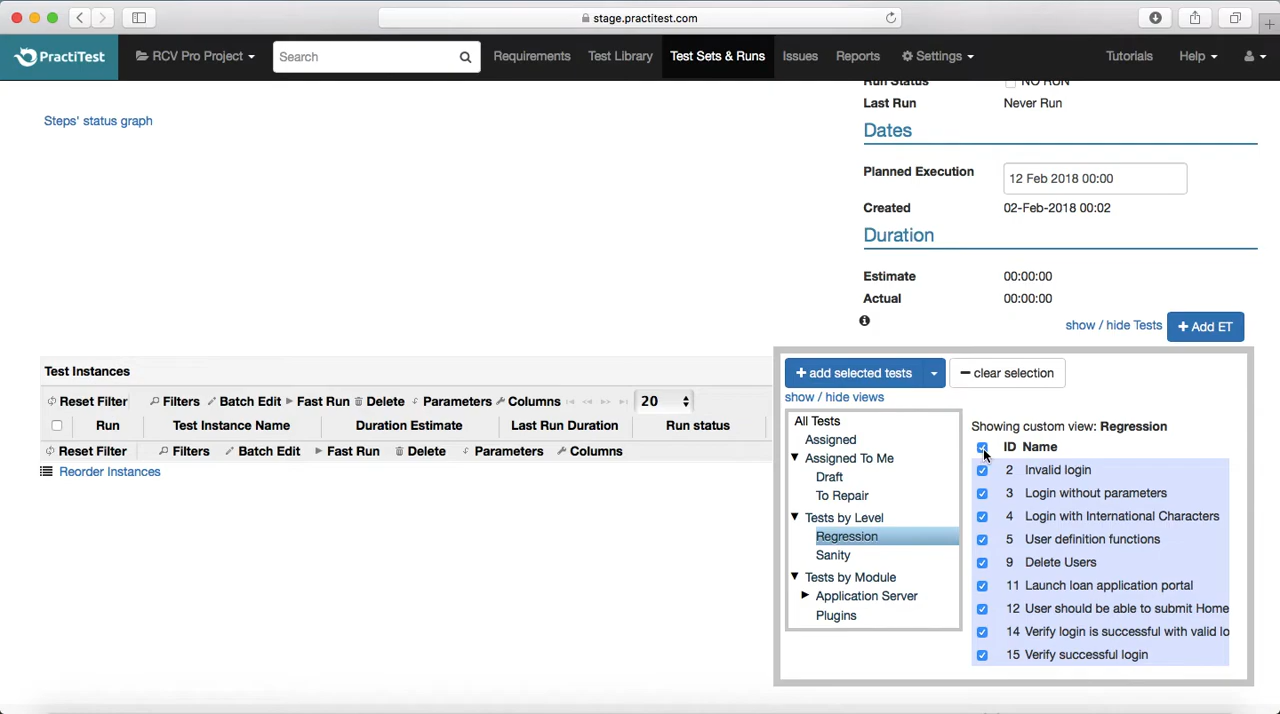 stage.practitest.com
PractiTest RCV Pro Project Search Requirements Test Library Test Sets & Runs Issues Reports Settings Tutorials Help
Run Status NO RUN
Last Run Never Run
Steps' status graph
Dates
Planned Execution 12 Feb 2018 00:00
Created 02-Feb-2018 00:02
Duration
Estimate 00:00:00
Actual 00:00:00
show / hide Tests + Add ET
Test Instances
+ add selected tests − clear selection
show / hide views
Reset Filter Filters Batch Edit Fast Run Delete Parameters Columns 20
Run Test Instance Name Duration Estimate Last Run Duration Run status
Reset Filter Filters Batch Edit Fast Run Delete Parameters Columns
Reorder Instances
All Tests
Assigned
Assigned To Me
Draft
To Repair
Tests by Level
Regression
Sanity
Tests by Module
Application Server
Plugins
Showing custom view: Regression
ID Name
2 Invalid login
3 Login without parameters
4 Login with International Characters
5 User definition functions
9 Delete Users
11 Launch loan application portal
12 User should be able to submit Home
14 Verify login is successful with valid lo
15 Verify successful login